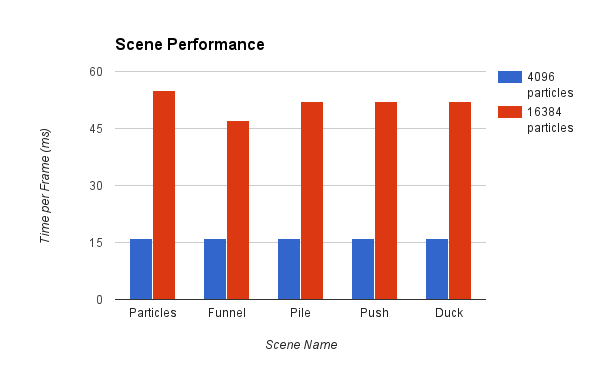 Scene Performance
60
45
30
15
0
Time per Frame (ms)
Particles
Funnel
Pile
Push
Duck
Scene Name
4096
particles
16384
particles